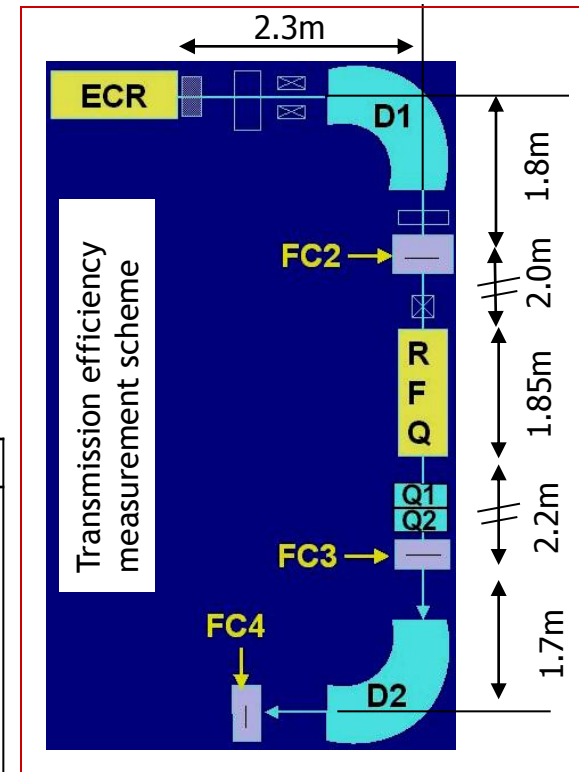 2.3m
ECR
D1
1.8m
Transmission efficiency
measurement scheme
FC2
2.0m
R
F
Q
1.85m
Q1
Q2
2.2m
FC3
FC4
1.7m
D2